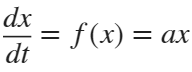 dx/dt = f(x) = ax